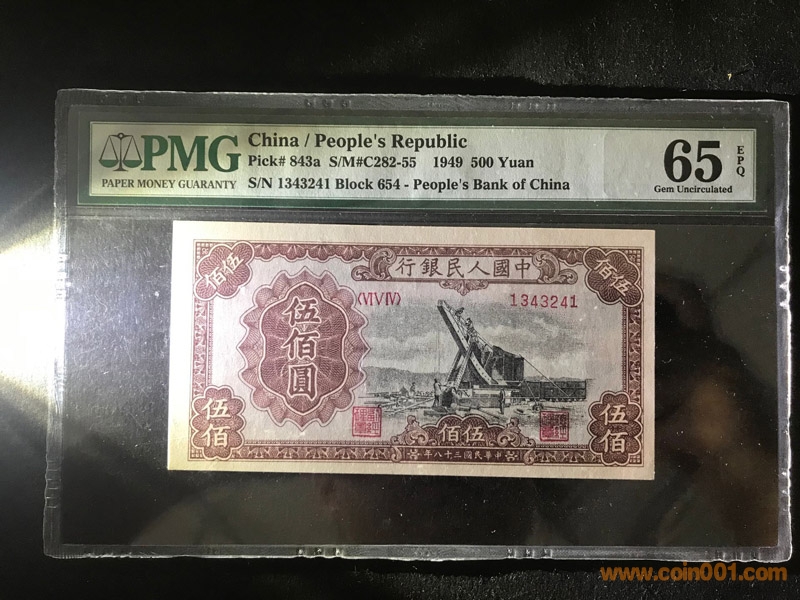 PMG
PAPER MONEY GUARANTY
China / People's Republic
Pick# 843a S/M#C282-55 1949 500 Yuan
S/N 1343241 Block 654 - People's Bank of China
65
EPQ
Gem Uncirculated
行銀民人國中
佰伍
佰伍
〈VI V IV〉
1343241
伍佰圓
伍佰
佰伍
伍佰
年八十三國民華中
www.coin001.com